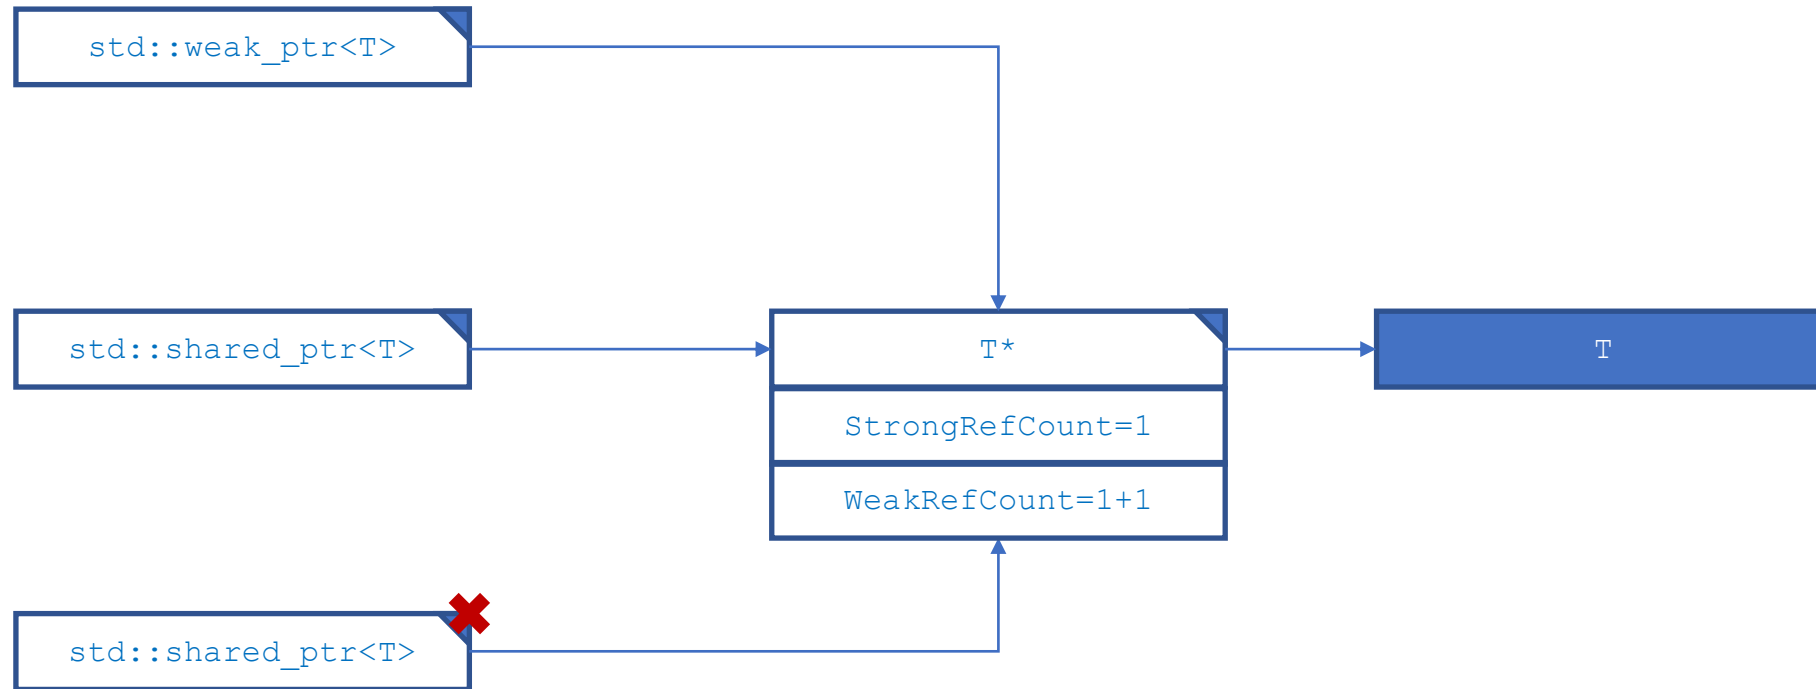 std::weak_ptr<T>
std::shared_ptr<T>
T*
T
StrongRefCount=1
WeakRefCount=1+1
std::shared_ptr<T>